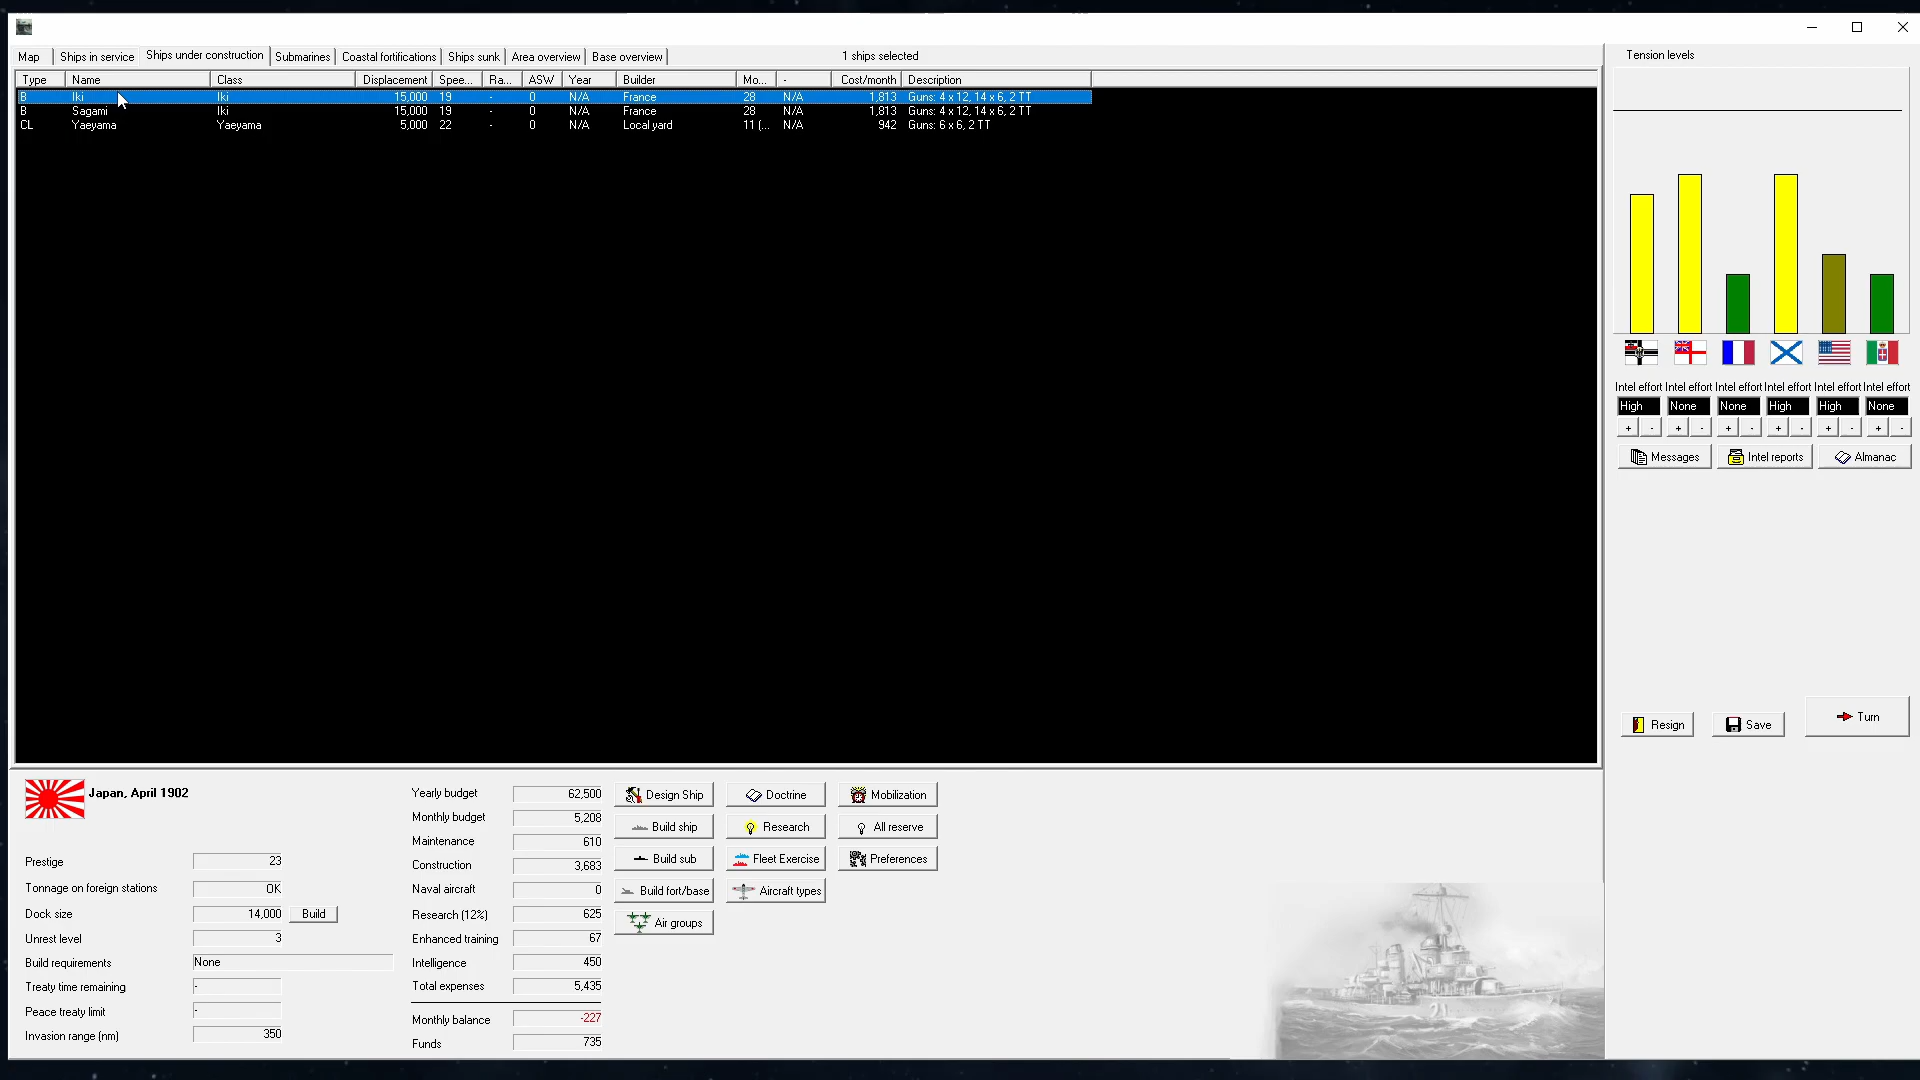 Map Ships in service Ships under construction Submarines Coastal fortifications Ships sunk Area overview Base overview 1 ships selected Tension levels
Type Name Class Displacement Spee... Ra... ASW Year Builder Mo... - Cost/month Description
B Iki Iki 15,000 19 - 0 N/A France 28 N/A 1,813 Guns: 4 x 12, 14 x 6, 2 TT
B Sagami Iki 15,000 19 - 0 N/A France 28 N/A 1,813 Guns: 4 x 12, 14 x 6, 2 TT
CL Yaeyama Yaeyama 5,000 22 - 0 N/A Local yard 11 (... N/A 942 Guns: 6 x 6, 2 TT
Intel effort Intel effort Intel effort Intel effort Intel effort Intel effort
High None None High High None
+ - + - + - + - + - + -
Messages Intel reports Almanac
Resign Save Turn
Japan, April 1902
Prestige 23
Tonnage on foreign stations OK
Dock size 14,000 Build
Unrest level 3
Build requirements None
Treaty time remaining -
Peace treaty limit -
Invasion range (nm) 350
Yearly budget 62,500
Monthly budget 5,208
Maintenance 610
Construction 3,683
Naval aircraft 0
Research (12%) 625
Enhanced training 67
Intelligence 450
Total expenses 5,435
Monthly balance -227
Funds 735
Design Ship Doctrine Mobilization
Build ship Research All reserve
Build sub Fleet Exercise Preferences
Build fort/base Aircraft types
Air groups